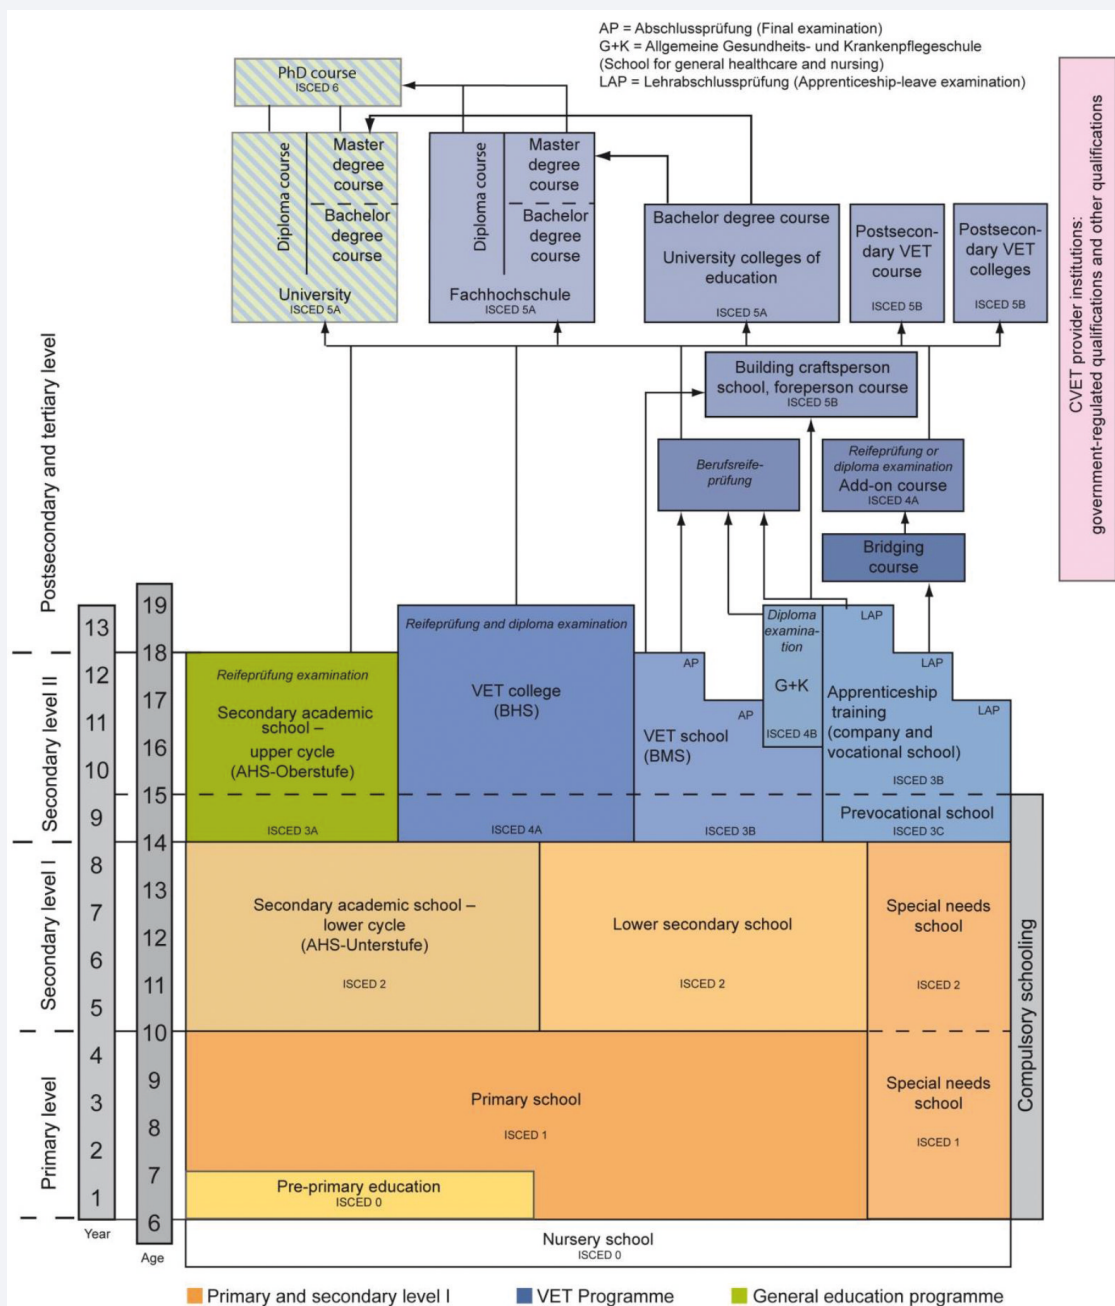 AP = Abschlussprüfung (Final examination)
G+K = Allgemeine Gesundheits- und Krankenpflegeschule
(School for general healthcare and nursing)
LAP = Lehrabschlussprüfung (Apprenticeship-leave examination)
PhD course
ISCED 6
Diploma course
Master
degree
course
Bachelor
degree
course
University
ISCED 5A
Diploma course
Master
degree
course
Bachelor
degree
course
Fachhochschule
ISCED 5A
Bachelor degree course
University colleges of
education
ISCED 5A
Postsecon-
dary VET
course
ISCED 5B
Postsecon-
dary VET
colleges
ISCED 5B
CVET provider institutions:
government-regulated qualifications and other qualifications
Building craftsperson
school, foreperson course
ISCED 5B
Berufsreife-
prüfung
Reifeprüfung or
diploma examination
Add-on course
ISCED 4A
Bridging
course
Postsecondary and tertiary level
Secondary level II
Secondary level I
Primary level
13
12
11
10
9
8
7
6
5
4
3
2
1
Year
19
18
17
16
15
14
13
12
11
10
9
8
7
6
Age
Reifeprüfung examination
Secondary academic
school –
upper cycle
(AHS-Oberstufe)
ISCED 3A
Reifeprüfung and diploma examination
VET college
(BHS)
ISCED 4A
AP
AP
VET school
(BMS)
ISCED 3B
Diploma
examina-
tion
G+K
ISCED 4B
LAP
LAP
LAP
Apprenticeship
training
(company and
vocational school)
ISCED 3B
Prevocational school
ISCED 3C
Secondary academic school –
lower cycle
(AHS-Unterstufe)
ISCED 2
Lower secondary school
ISCED 2
Special needs
school
ISCED 2
Compulsory schooling
Primary school
ISCED 1
Special needs
school
ISCED 1
Pre-primary education
ISCED 0
Nursery school
ISCED 0
Primary and secondary level I
VET Programme
General education programme